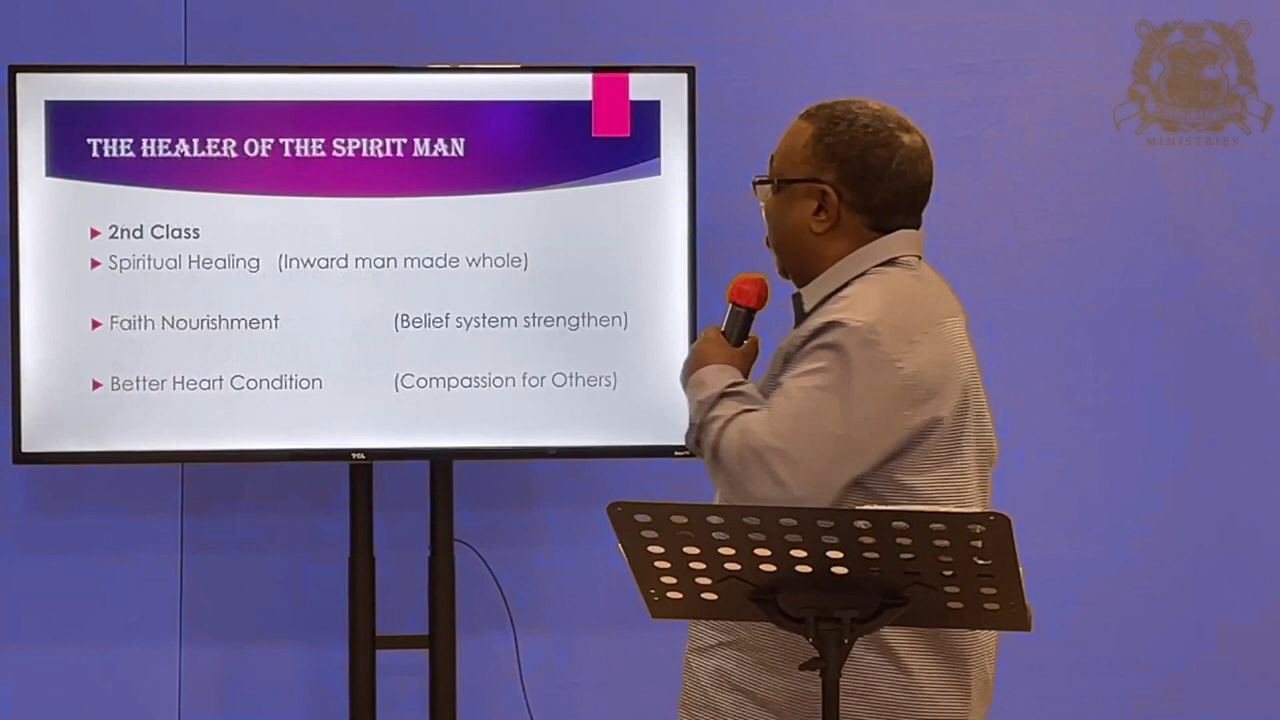 THE HEALER OF THE SPIRIT MAN
2nd Class
Spiritual Healing (Inward man made whole)
Faith Nourishment (Belief system strengthen)
Better Heart Condition (Compassion for Others)
TCL
MINISTRIES